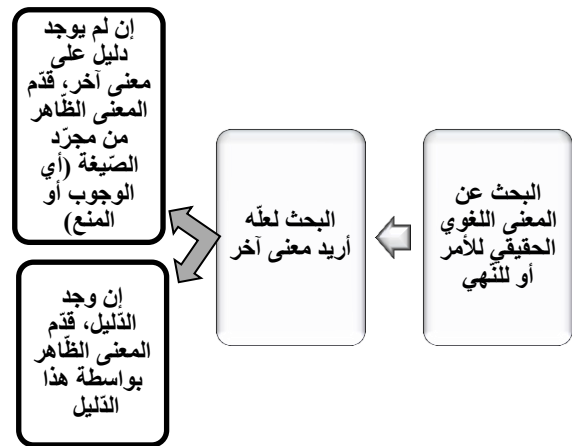 البحث عن
المعنى اللغوي
الحقيقي للأمر
أو للنّهي
البحث لعلّه
أريد معنى آخر
إن لم يوجد
دليل على
معنى آخر، قدّم
المعنى الظّاهر
من مجرّد
الصّيغة (أي
الوجوب أو
المنع)
إن وجد
الدّليل، قدّم
المعنى الظّاهر
بواسطة هذا
الدّليل